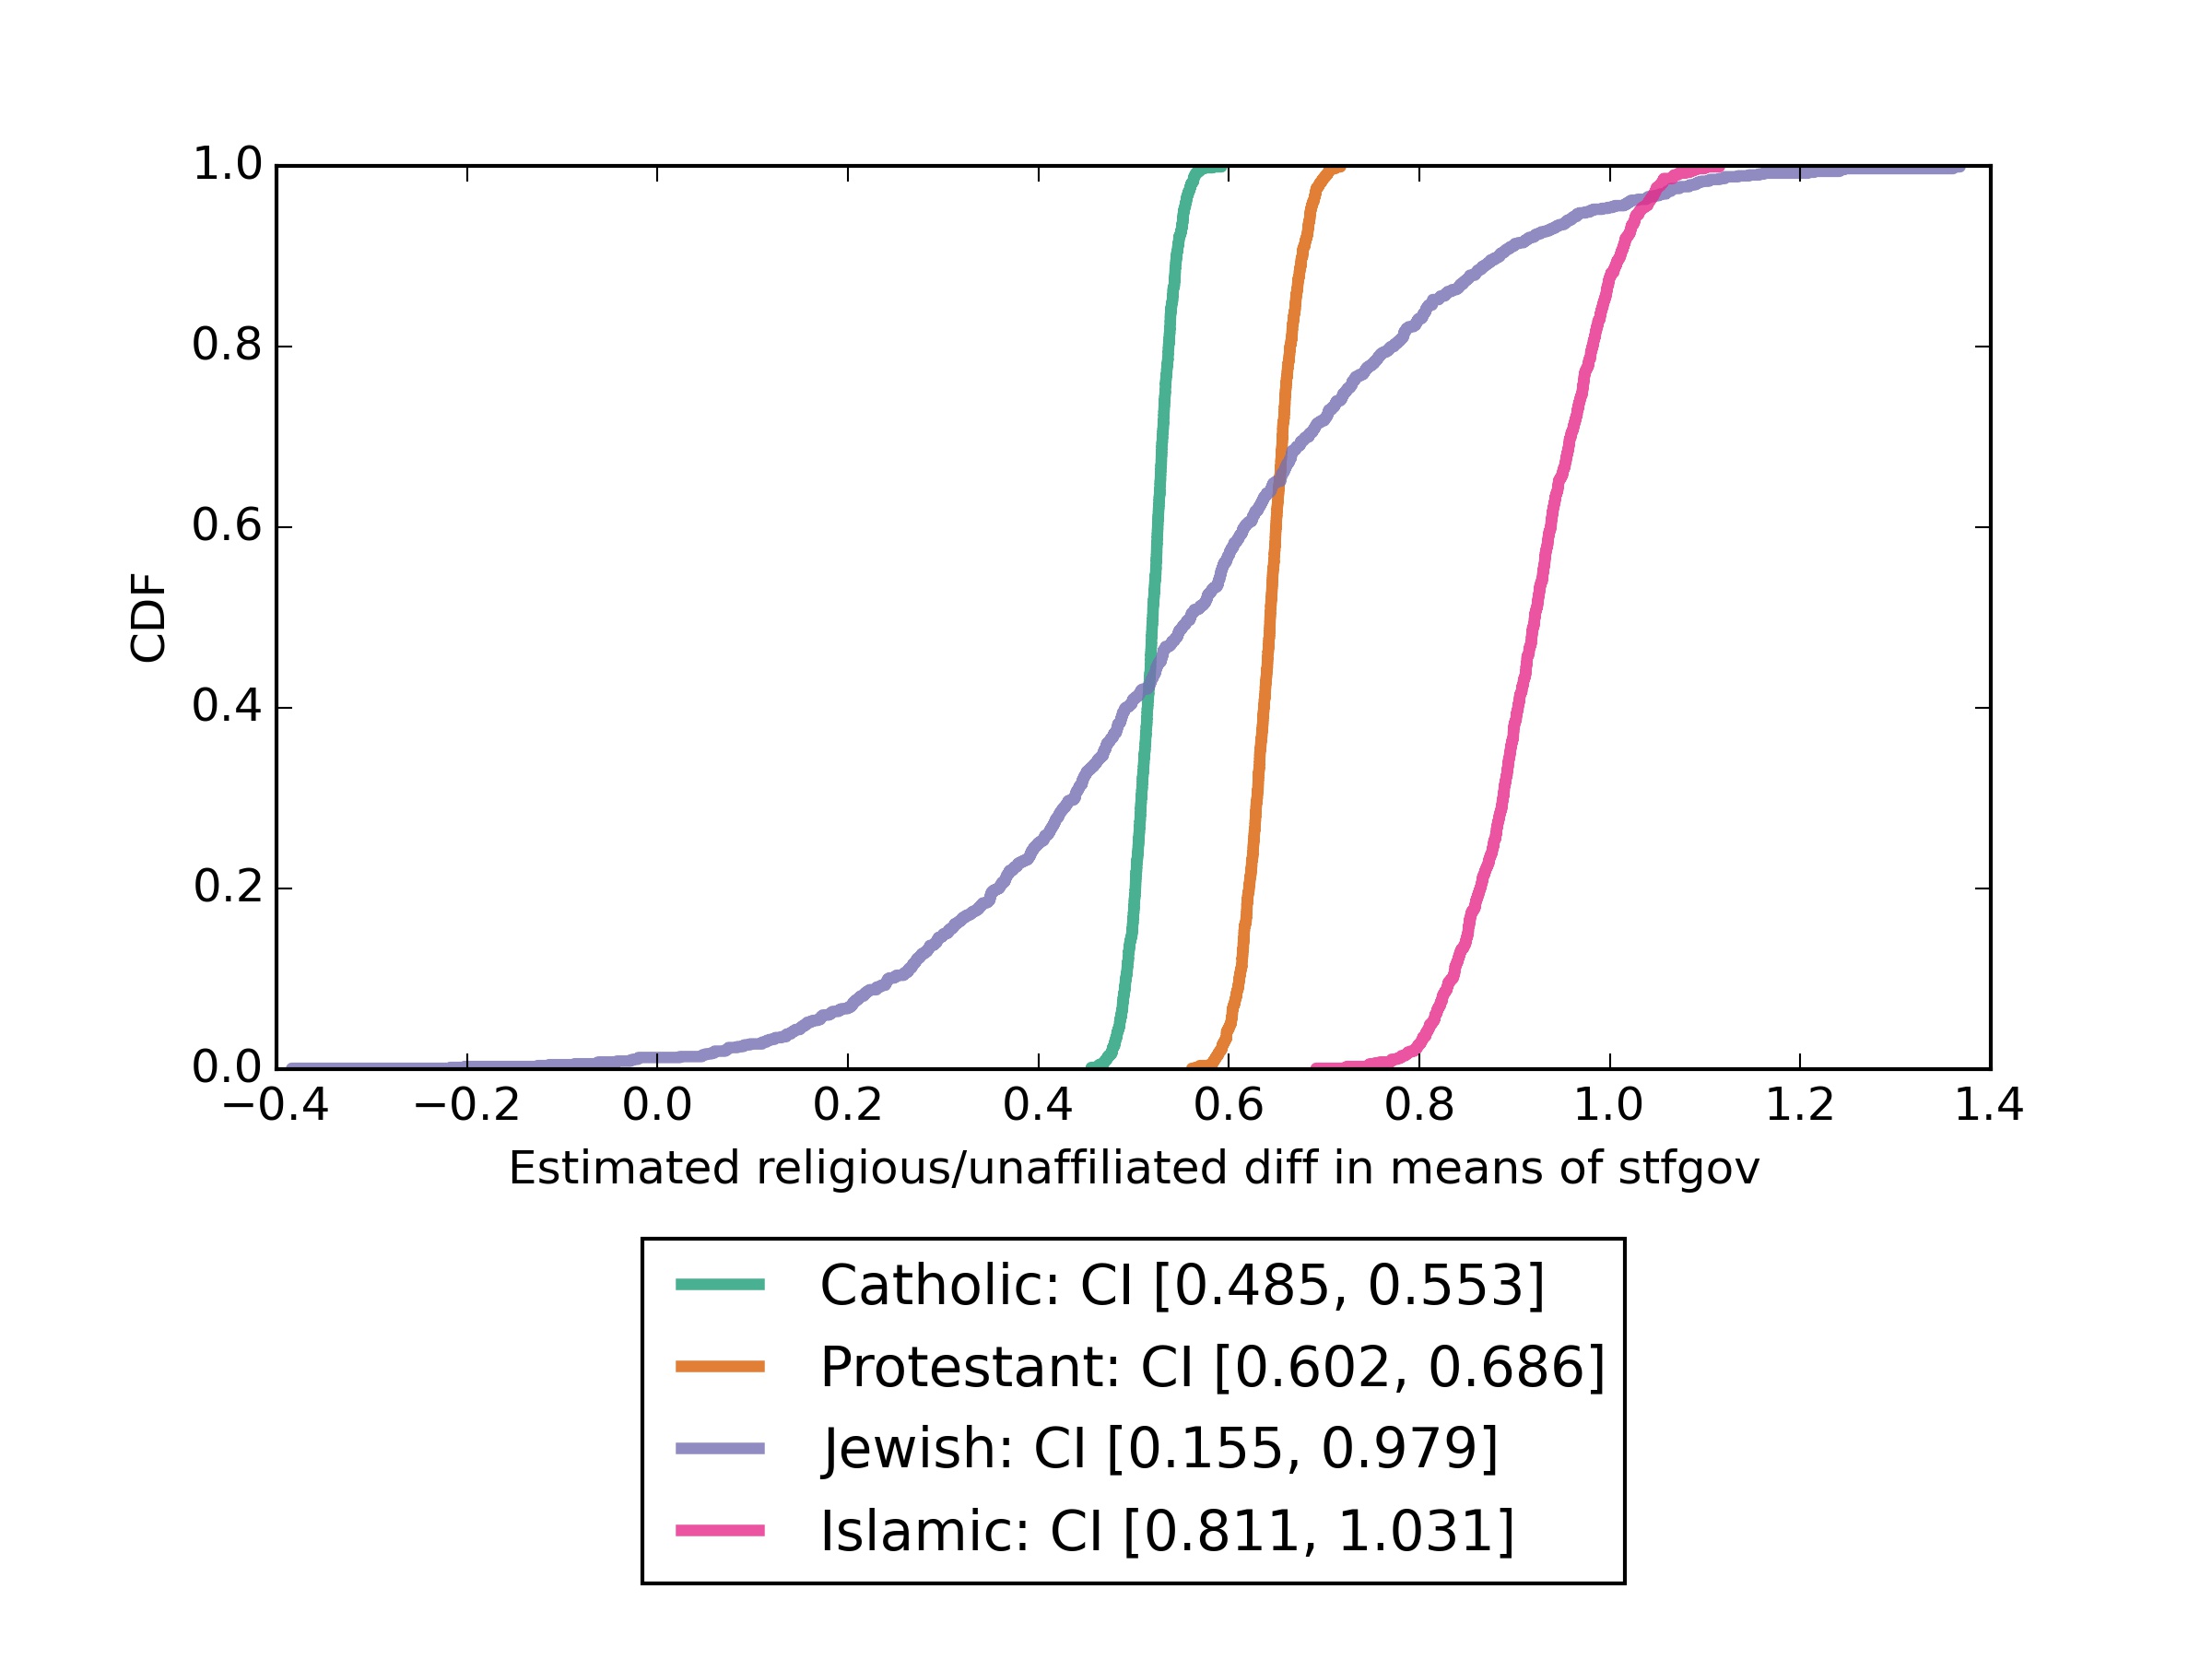 1.0
0.8
0.6
0.4
0.2
0.0
CDF
−0.4 −0.2 0.0 0.2 0.4 0.6 0.8 1.0 1.2 1.4
Estimated religious/unaffiliated diff in means of stfgov
Catholic: CI [0.485, 0.553]
Protestant: CI [0.602, 0.686]
Jewish: CI [0.155, 0.979]
Islamic: CI [0.811, 1.031]